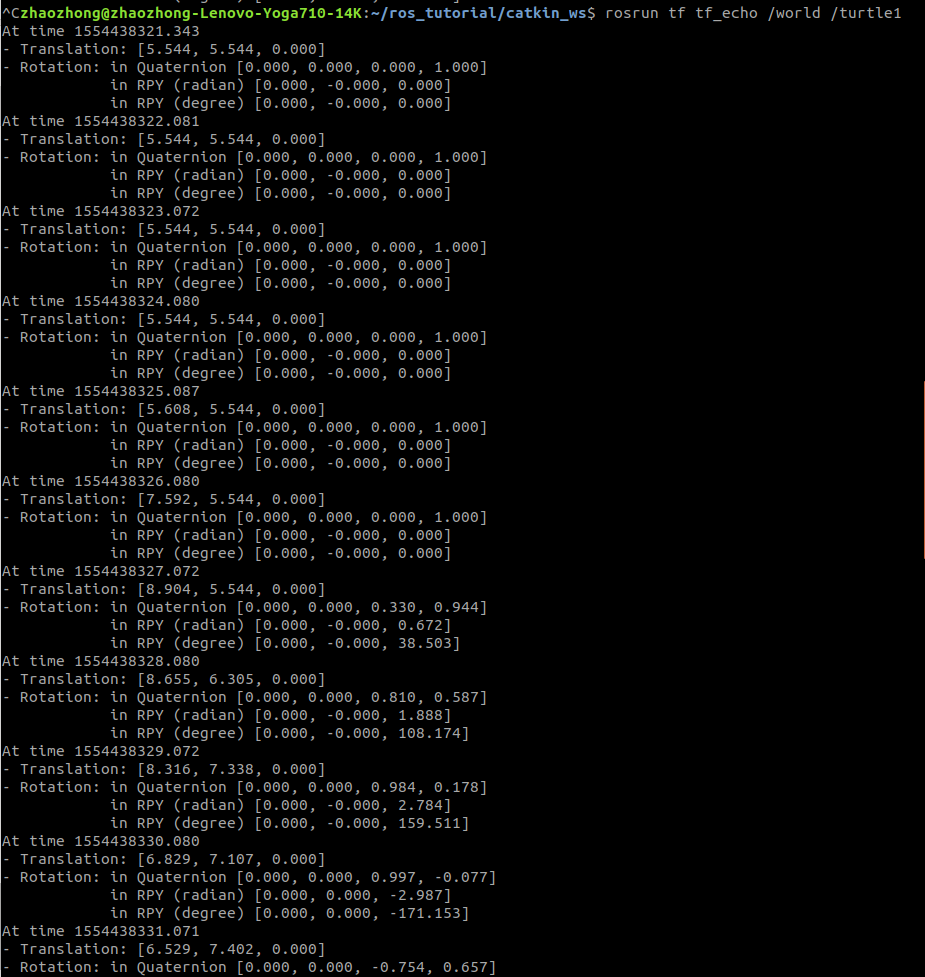 ^Czhaozhong@zhaozhong-Lenovo-Yoga710-14K:~/ros_tutorial/catkin_ws$ rosrun tf tf_echo /world /turtle1
At time 1554438321.343
- Translation: [5.544, 5.544, 0.000]
- Rotation: in Quaternion [0.000, 0.000, 0.000, 1.000]
            in RPY (radian) [0.000, -0.000, 0.000]
            in RPY (degree) [0.000, -0.000, 0.000]
At time 1554438322.081
- Translation: [5.544, 5.544, 0.000]
- Rotation: in Quaternion [0.000, 0.000, 0.000, 1.000]
            in RPY (radian) [0.000, -0.000, 0.000]
            in RPY (degree) [0.000, -0.000, 0.000]
At time 1554438323.072
- Translation: [5.544, 5.544, 0.000]
- Rotation: in Quaternion [0.000, 0.000, 0.000, 1.000]
            in RPY (radian) [0.000, -0.000, 0.000]
            in RPY (degree) [0.000, -0.000, 0.000]
At time 1554438324.080
- Translation: [5.544, 5.544, 0.000]
- Rotation: in Quaternion [0.000, 0.000, 0.000, 1.000]
            in RPY (radian) [0.000, -0.000, 0.000]
            in RPY (degree) [0.000, -0.000, 0.000]
At time 1554438325.087
- Translation: [5.608, 5.544, 0.000]
- Rotation: in Quaternion [0.000, 0.000, 0.000, 1.000]
            in RPY (radian) [0.000, -0.000, 0.000]
            in RPY (degree) [0.000, -0.000, 0.000]
At time 1554438326.080
- Translation: [7.592, 5.544, 0.000]
- Rotation: in Quaternion [0.000, 0.000, 0.000, 1.000]
            in RPY (radian) [0.000, -0.000, 0.000]
            in RPY (degree) [0.000, -0.000, 0.000]
At time 1554438327.072
- Translation: [8.904, 5.544, 0.000]
- Rotation: in Quaternion [0.000, 0.000, 0.330, 0.944]
            in RPY (radian) [0.000, -0.000, 0.672]
            in RPY (degree) [0.000, -0.000, 38.503]
At time 1554438328.080
- Translation: [8.655, 6.305, 0.000]
- Rotation: in Quaternion [0.000, 0.000, 0.810, 0.587]
            in RPY (radian) [0.000, -0.000, 1.888]
            in RPY (degree) [0.000, -0.000, 108.174]
At time 1554438329.072
- Translation: [8.316, 7.338, 0.000]
- Rotation: in Quaternion [0.000, 0.000, 0.984, 0.178]
            in RPY (radian) [0.000, -0.000, 2.784]
            in RPY (degree) [0.000, -0.000, 159.511]
At time 1554438330.080
- Translation: [6.829, 7.107, 0.000]
- Rotation: in Quaternion [0.000, 0.000, 0.997, -0.077]
            in RPY (radian) [0.000, 0.000, -2.987]
            in RPY (degree) [0.000, 0.000, -171.153]
At time 1554438331.071
- Translation: [6.529, 7.402, 0.000]
- Rotation: in Quaternion [0.000, 0.000, -0.754, 0.657]